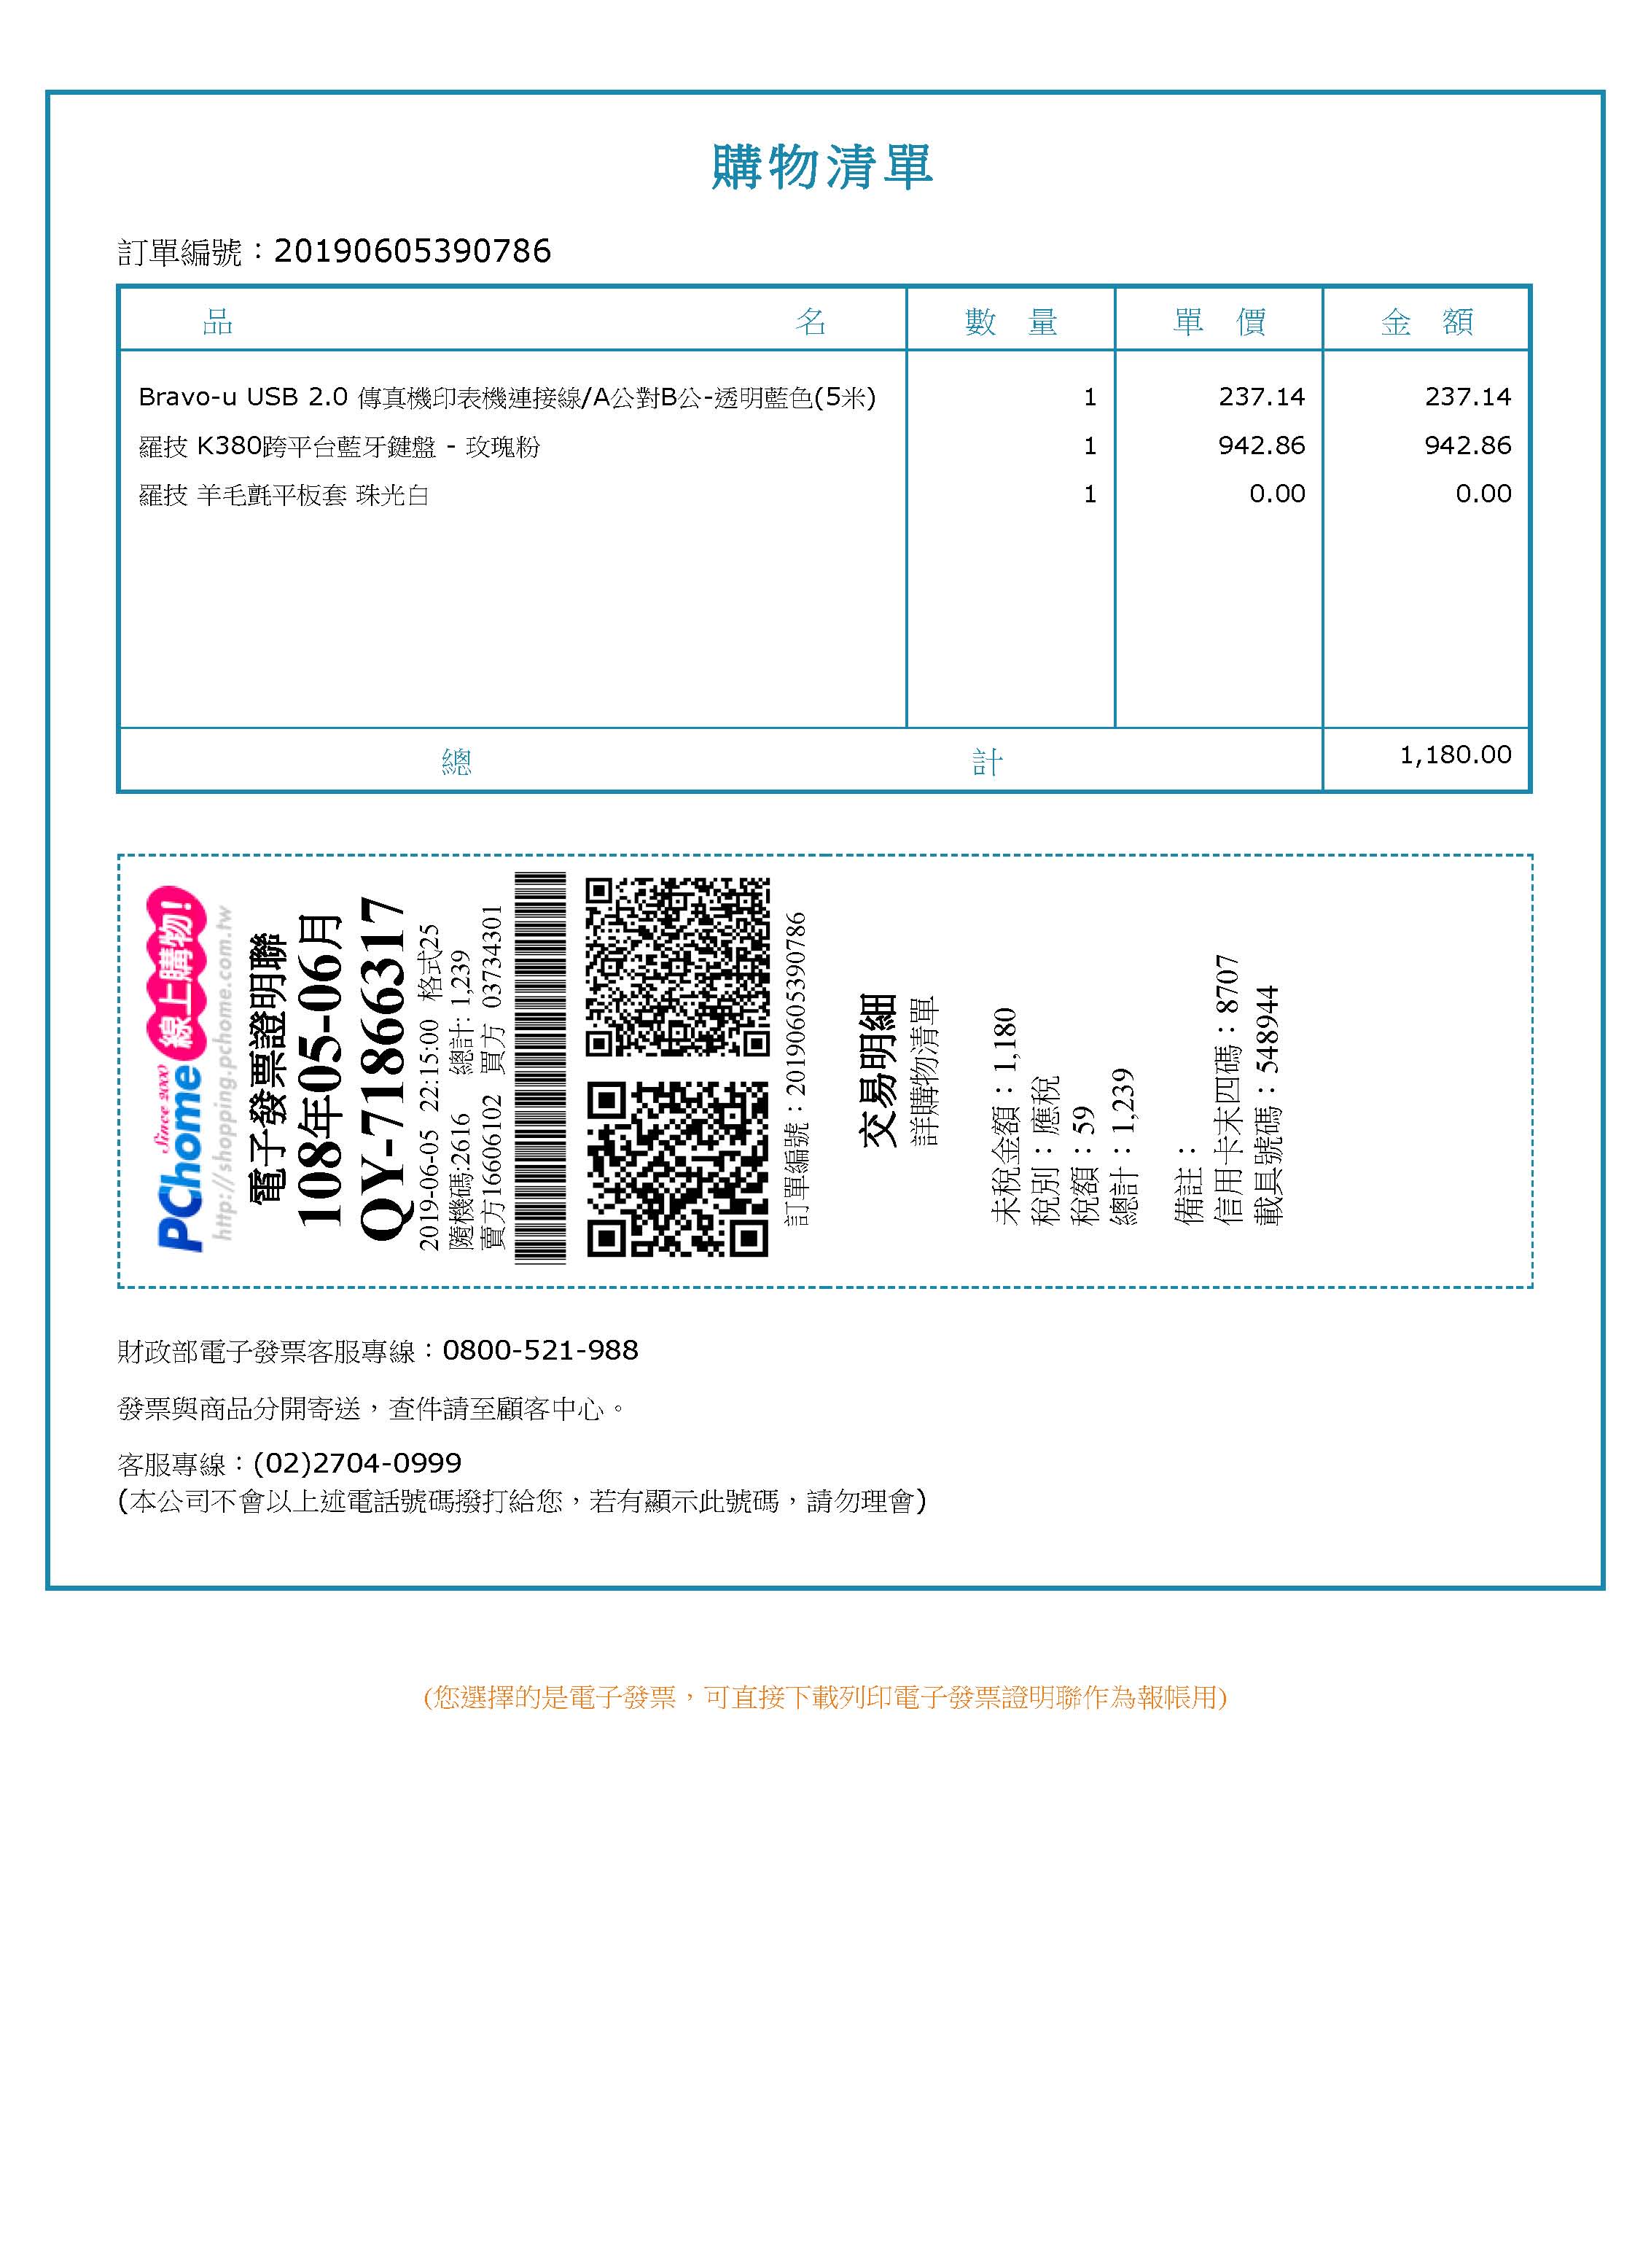 購物清單
訂單編號：20190605390786
品 名 數 量 單 價 金 額
Bravo-u USB 2.0 傳真機印表機連接線/A公對B公-透明藍色(5米) 1 237.14 237.14
羅技 K380跨平台藍牙鍵盤 - 玫瑰粉 1 942.86 942.86
羅技 羊毛氈平板套 珠光白 1 0.00 0.00
總 計 1,180.00
PChome Since 2000 線上購物!
http://shopping.pchome.com.tw
電子發票證明聯
108年05-06月
QY-71866317
2019-06-05 22:15:00 格式25
隨機碼:2616 總計: 1,239
賣方16606102 買方 03734301
訂單編號：20190605390786
交易明細
詳購物清單
未稅金額：1,180
稅別：應稅
稅額：59
總計：1,239
備註：
信用卡末四碼：8707
載具號碼：548944
財政部電子發票客服專線：0800-521-988
發票與商品分開寄送，查件請至顧客中心。
客服專線：(02)2704-0999
(本公司不會以上述電話號碼撥打給您，若有顯示此號碼，請勿理會)
(您選擇的是電子發票，可直接下載列印電子發票證明聯作為報帳用)